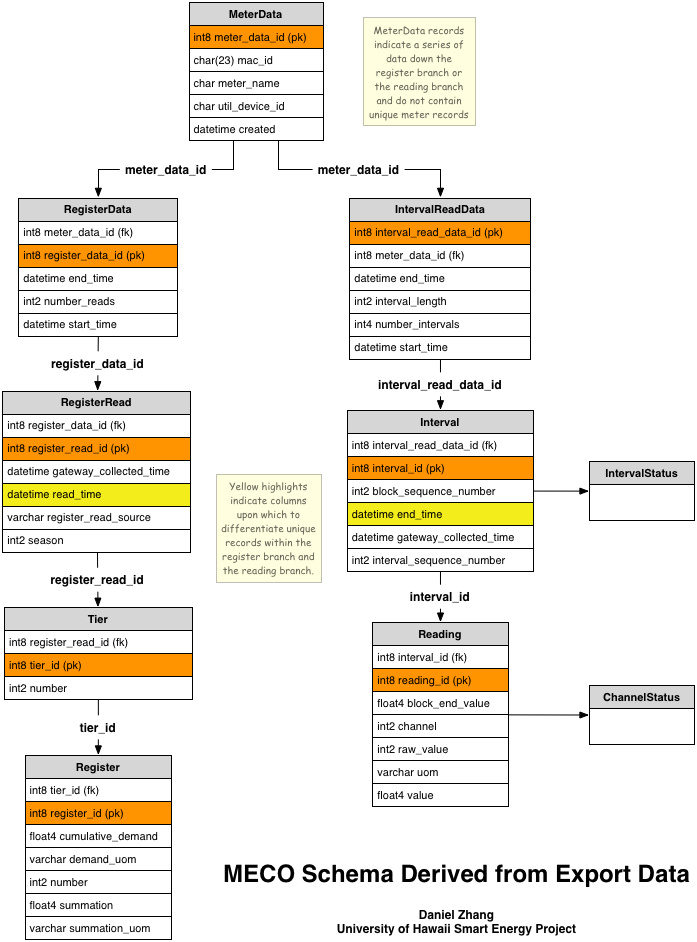 MeterData
int8 meter_data_id (pk)
char(23) mac_id
char meter_name
char util_device_id
datetime created
MeterData records
indicate a series of
data down the
register branch or
the reading branch
and do not contain
unique meter records
meter_data_id
meter_data_id
RegisterData
int8 meter_data_id (fk)
int8 register_data_id (pk)
datetime end_time
int2 number_reads
datetime start_time
IntervalReadData
int8 interval_read_data_id (pk)
int8 meter_data_id (fk)
datetime end_time
int2 interval_length
int4 number_intervals
datetime start_time
register_data_id
interval_read_data_id
RegisterRead
int8 register_data_id (fk)
int8 register_read_id (pk)
datetime gateway_collected_time
datetime read_time
varchar register_read_source
int2 season
Yellow highlights
indicate columns
upon which to
differentiate unique
records within the
register branch and
the reading branch.
Interval
int8 interval_read_data_id (fk)
int8 interval_id (pk)
int2 block_sequence_number
datetime end_time
datetime gateway_collected_time
int2 interval_sequence_number
IntervalStatus
register_read_id
interval_id
Tier
int8 register_read_id (fk)
int8 tier_id (pk)
int2 number
Reading
int8 interval_id (fk)
int8 reading_id (pk)
float4 block_end_value
int2 channel
int2 raw_value
varchar uom
float4 value
ChannelStatus
tier_id
Register
int8 tier_id (fk)
int8 register_id (pk)
float4 cumulative_demand
varchar demand_uom
int2 number
float4 summation
varchar summation_uom
MECO Schema Derived from Export Data
Daniel Zhang
University of Hawaii Smart Energy Project